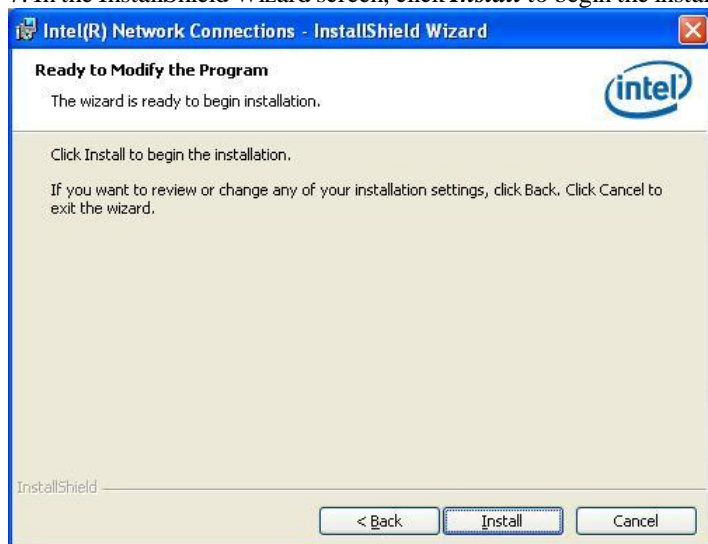 7. In the InstallShield Wizard screen, click Install to begin the instal
Intel(R) Network Connections - InstallShield Wizard
Ready to Modify the Program
The wizard is ready to begin installation.
intel
Click Install to begin the installation.
If you want to review or change any of your installation settings, click Back. Click Cancel to
exit the wizard.
InstallShield
< Back
Install
Cancel